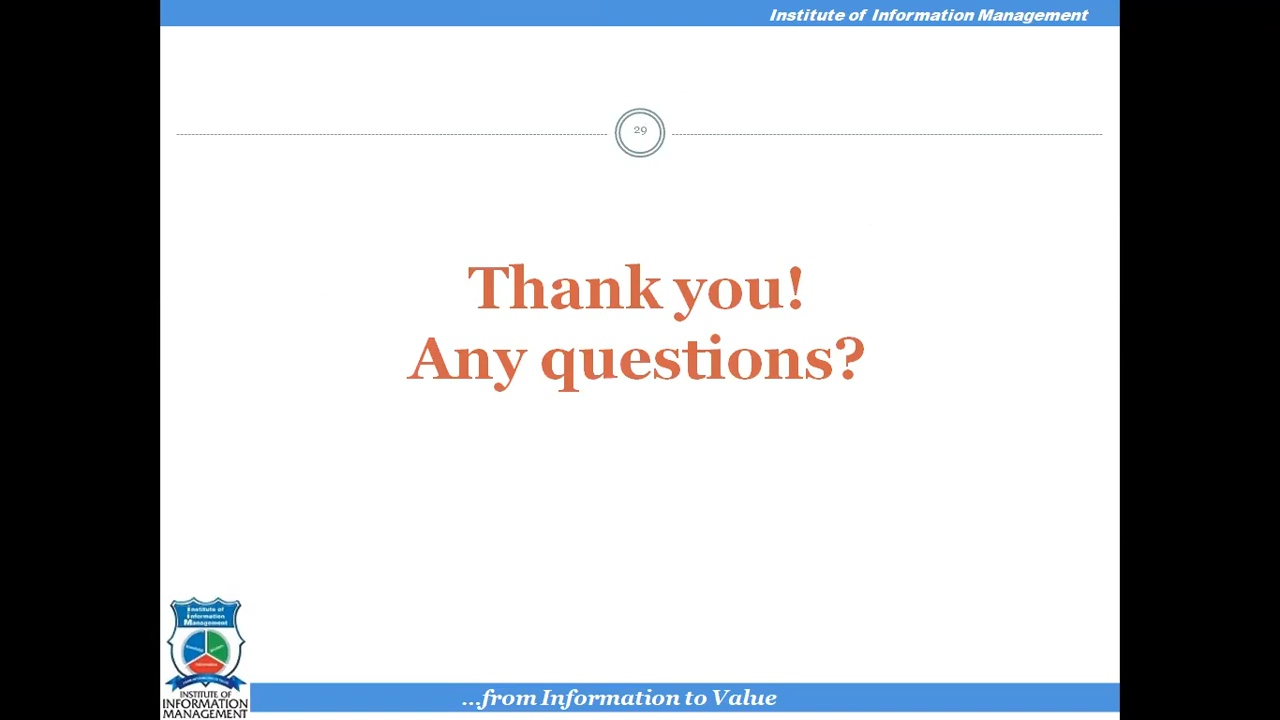 Institute of Information Management
29
Thank you!
Any questions?
Institute of
Information
Management
INSTITUTE OF
INFORMATION
MANAGEMENT
...from Information to Value